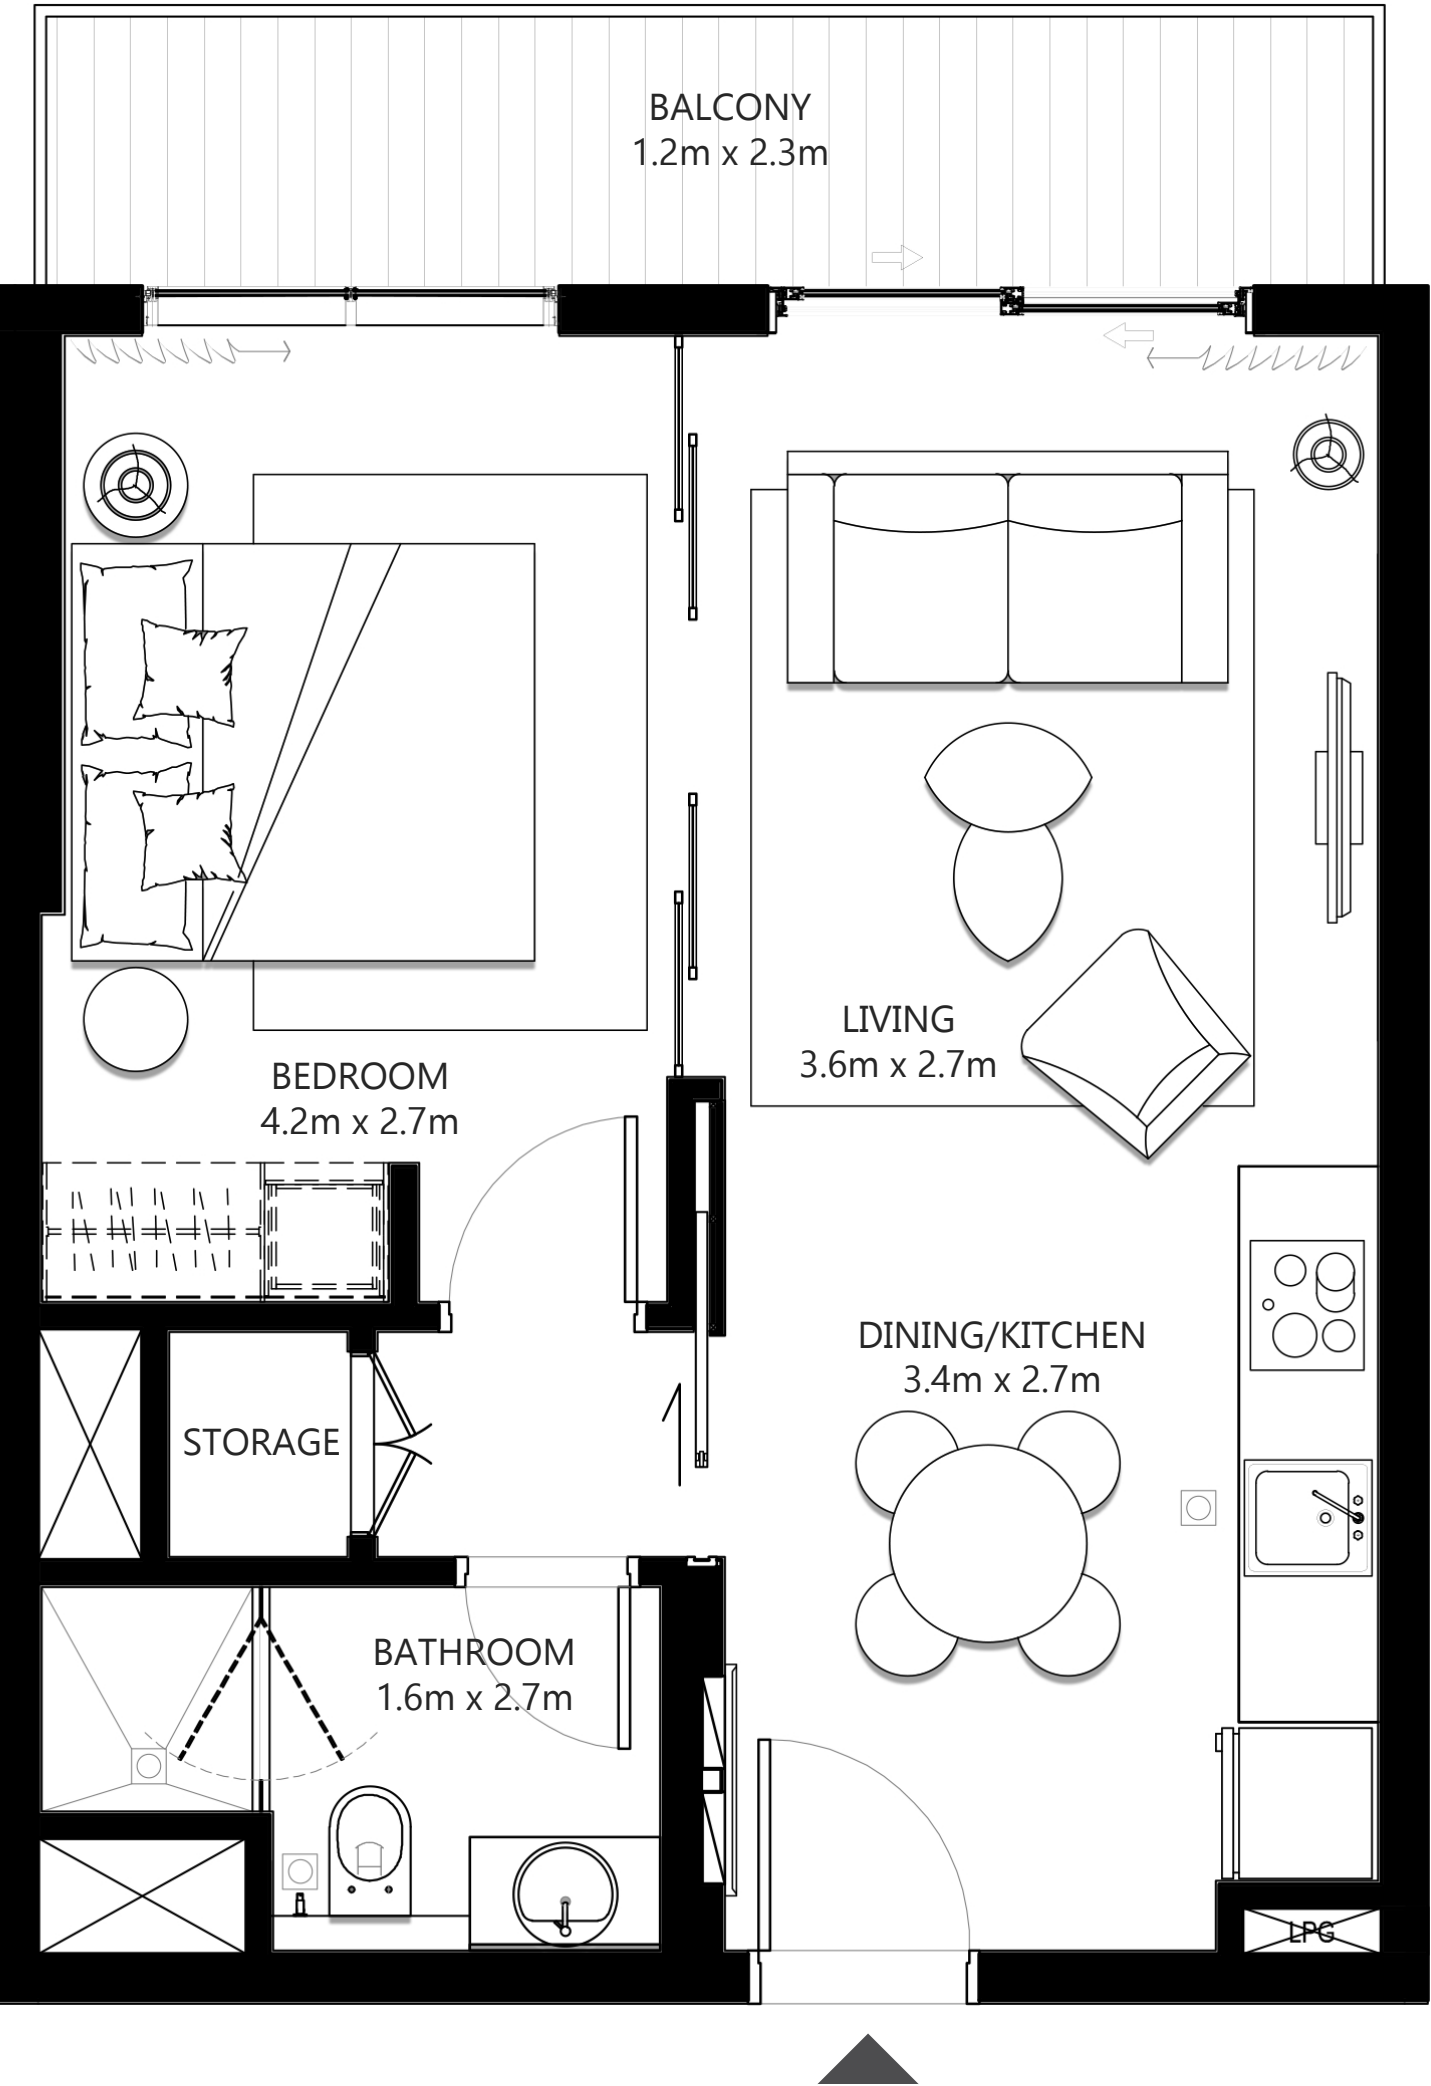 BALCONY
1.2m x 2.3m
LIVING
3.6m x 2.7m
BEDROOM
4.2m x 2.7m
DINING/KITCHEN
3.4m x 2.7m
STORAGE
BATHROOM
1.6m x 2.7m
LPG